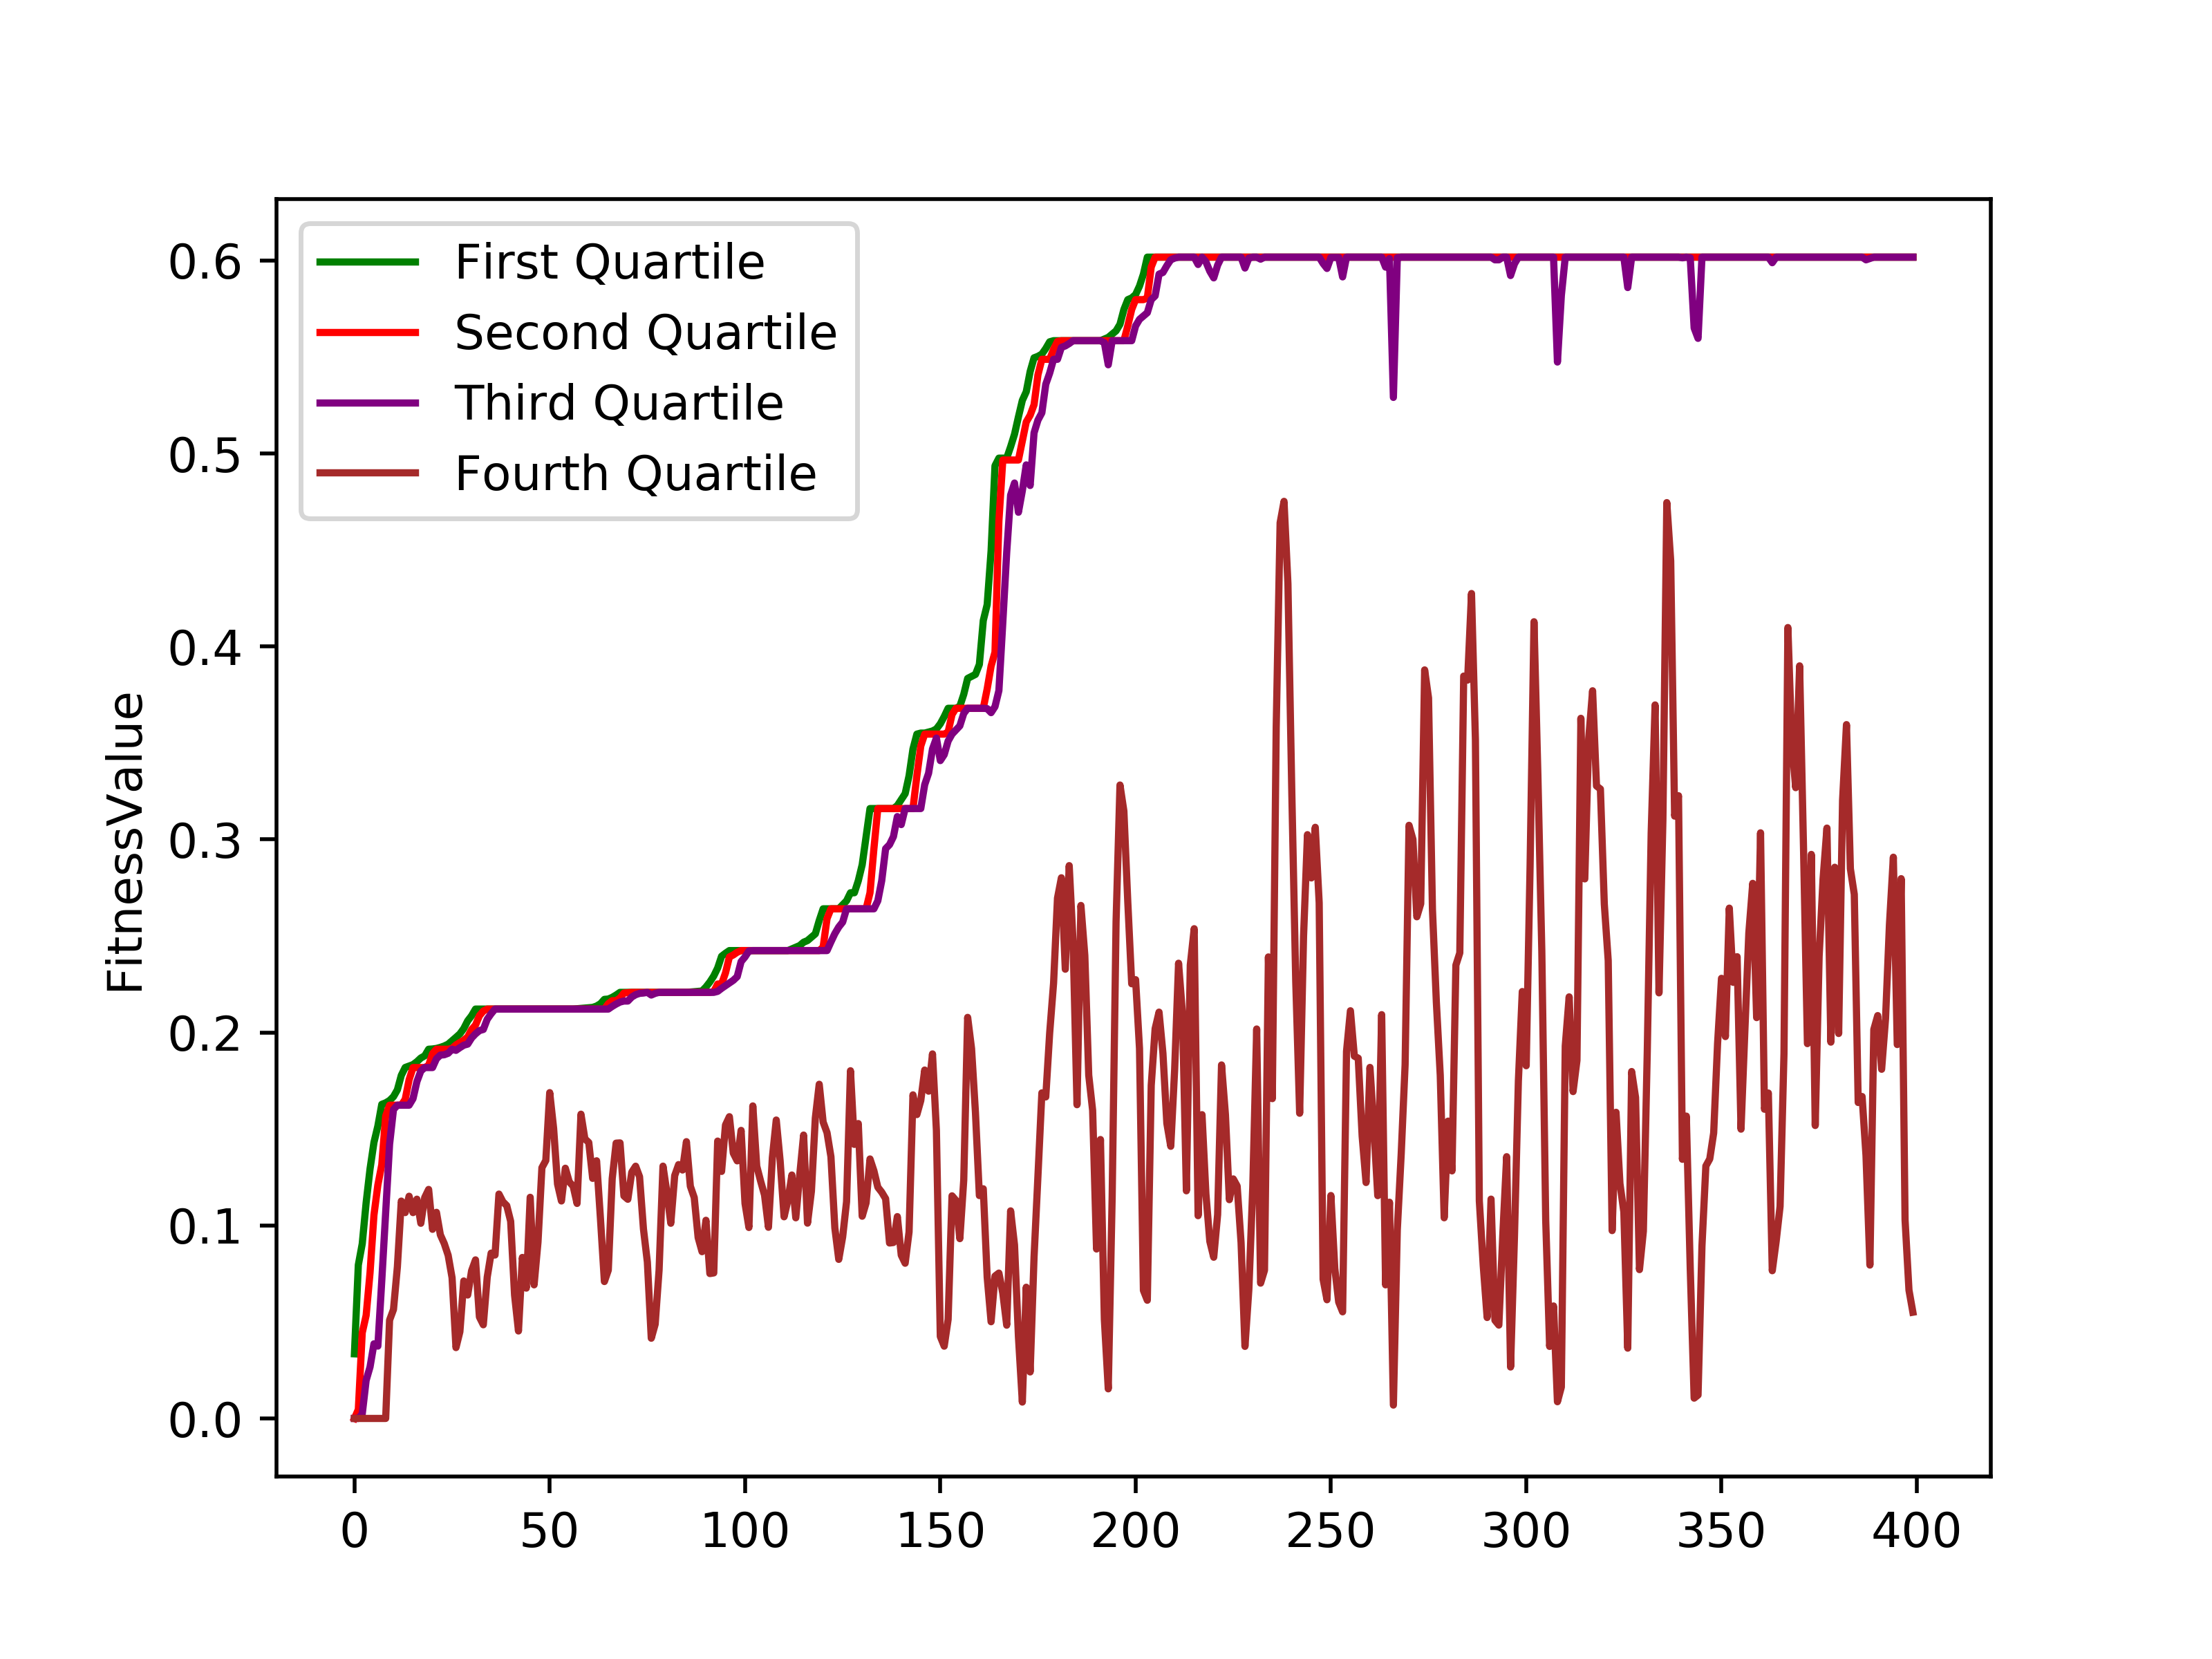 First Quartile
Second Quartile
Third Quartile
Fourth Quartile
FitnessValue
0.6
0.5
0.4
0.3
0.2
0.1
0.0
0 50 100 150 200 250 300 350 400